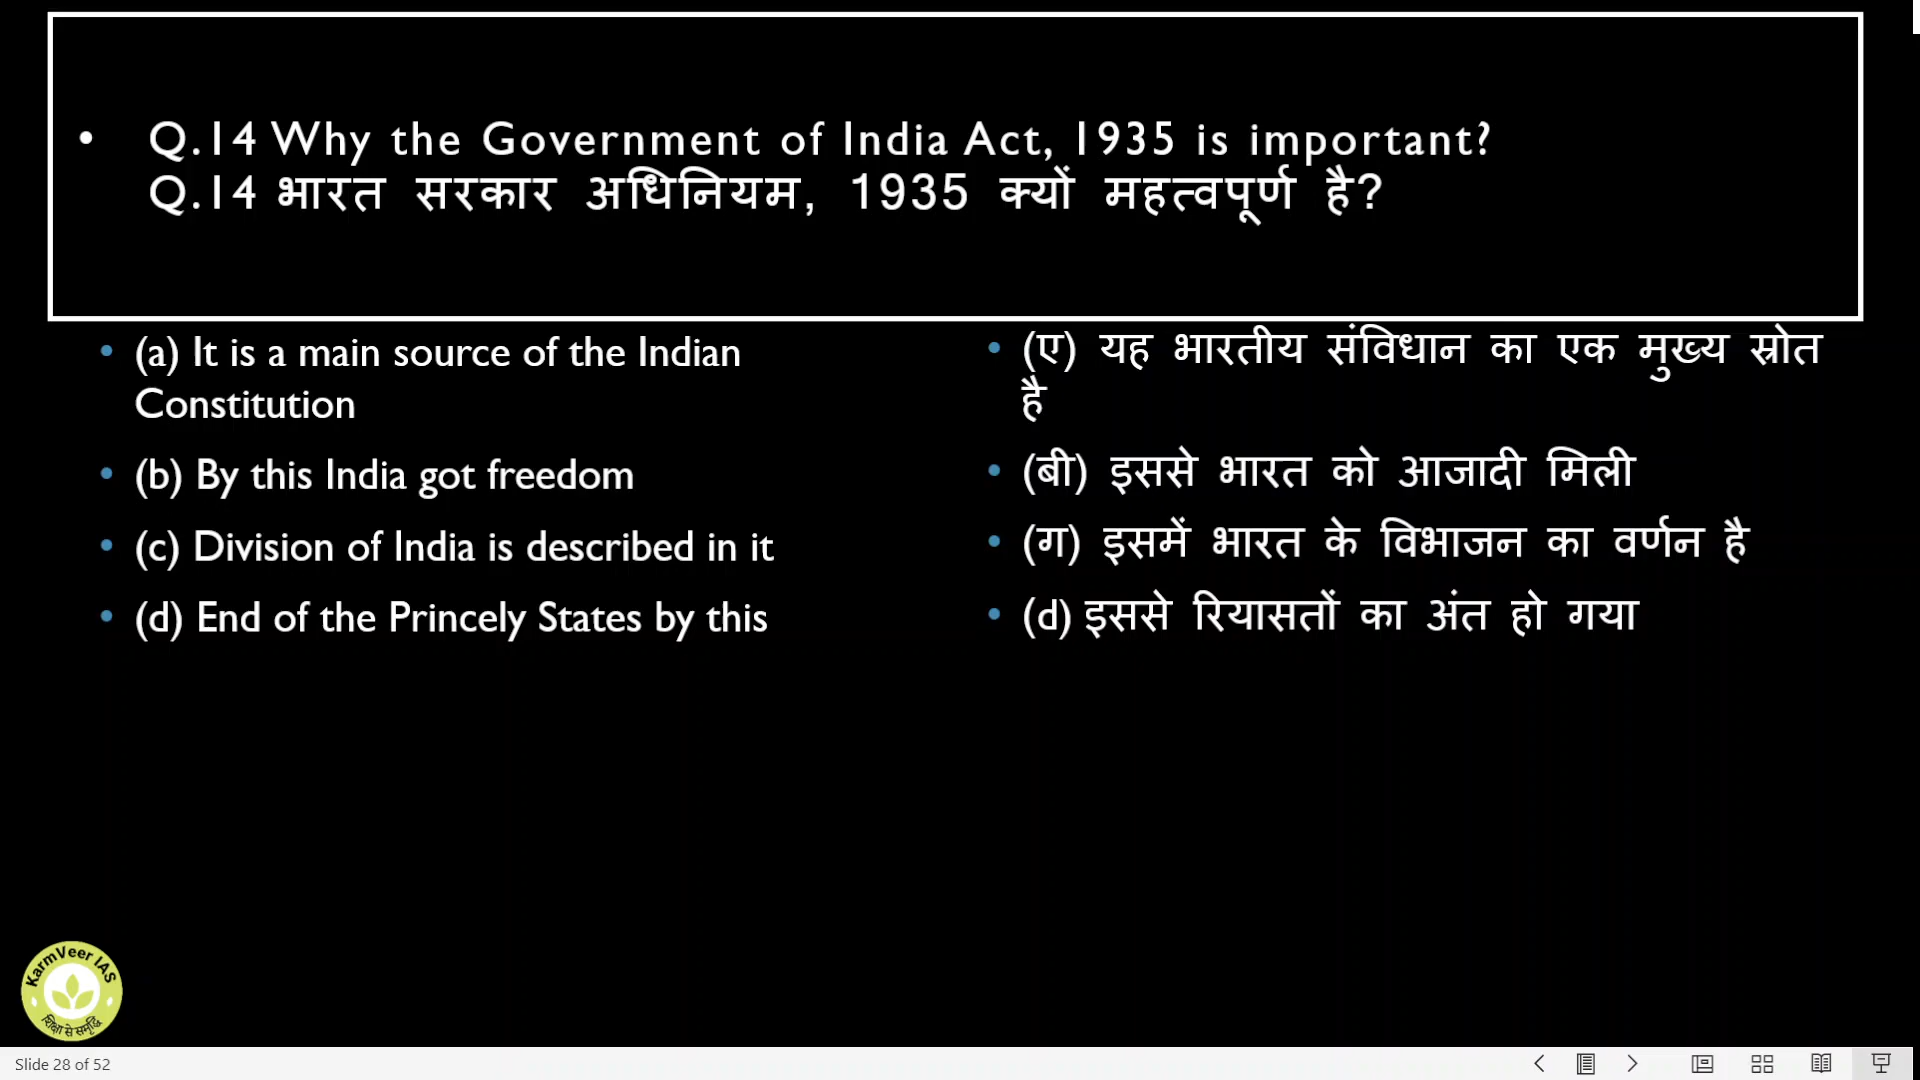 • Q.14 Why the Government of India Act, 1935 is important?
Q.14 भारत सरकार अधिनियम, 1935 क्यों महत्वपूर्ण है?
• (a) It is a main source of the Indian
Constitution
• (b) By this India got freedom
• (c) Division of India is described in it
• (d) End of the Princely States by this
• (ए) यह भारतीय संविधान का एक मुख्य स्रोत
है
• (बी) इससे भारत को आजादी मिली
• (ग) इसमें भारत के विभाजन का वर्णन है
• (d) इससे रियासतों का अंत हो गया
KarmVeer IAS
शिक्षा से समृद्धि
Slide 28 of 52